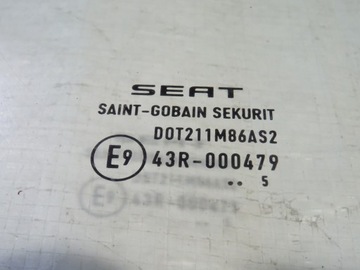 SEAT
SAINT-GOBAIN SEKURIT
DOT211M86AS2
E9 43R-000479
.. 5